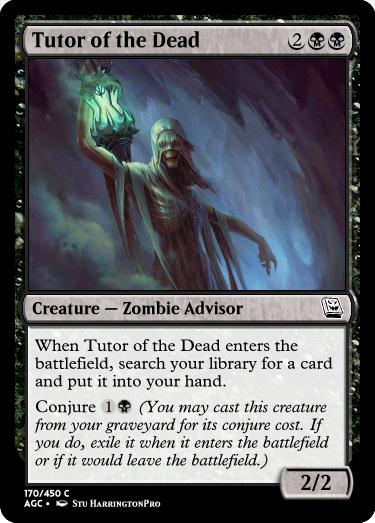 Tutor of the Dead 2
Creature — Zombie Advisor
When Tutor of the Dead enters the
battlefield, search your library for a card
and put it into your hand.
Conjure 1 (You may cast this creature
from your graveyard for its conjure cost. If
you do, exile it when it enters the battlefield
or if it would leave the battlefield.)
2/2
170/450 C
AGC • Stu HarringtonPro